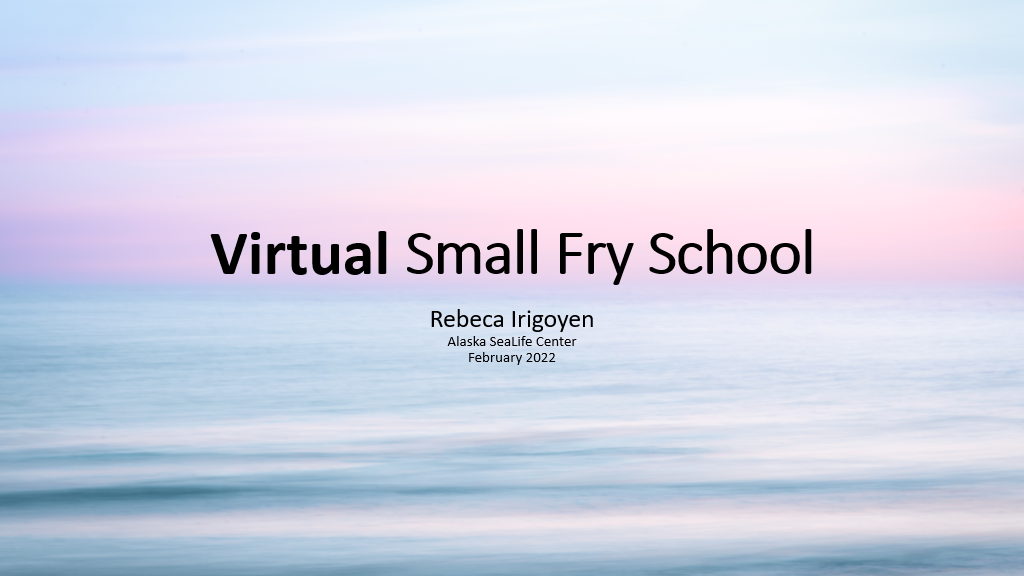 Virtual Small Fry School
Rebeca Irigoyen
Alaska SeaLife Center
February 2022